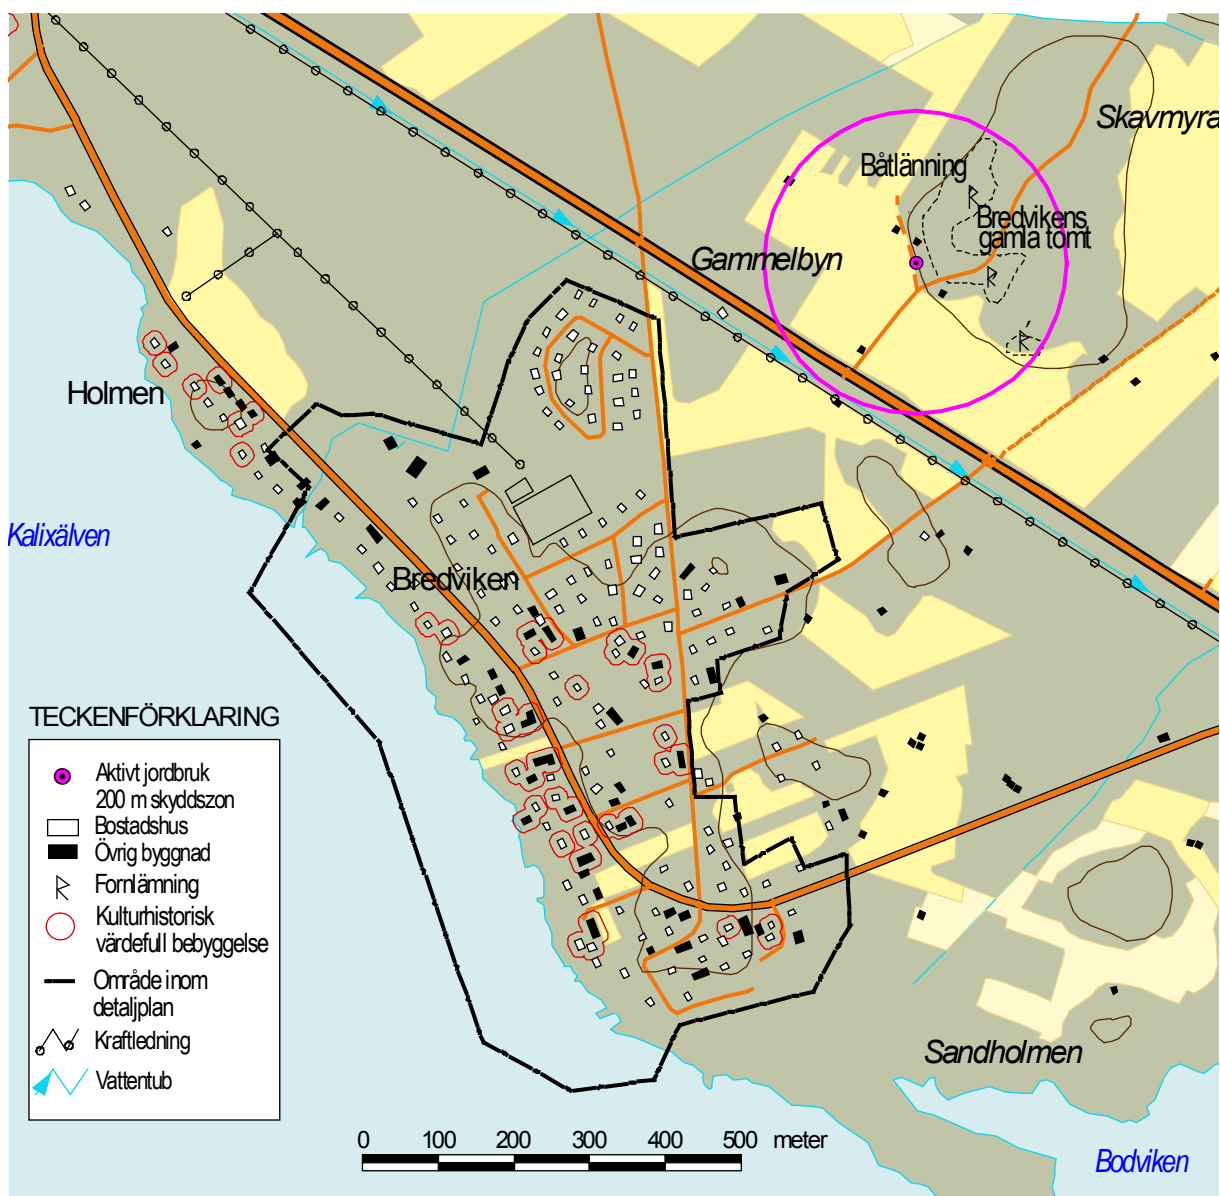 Skavmyra
Båtlänning
Bredvikens
gamla tomt
Gammelbyn
Holmen
Kalixälven
Bredviken
TECKENFÖRKLARING
Aktivt jordbruk
200 m skyddszon
Bostadshus
Övrig byggnad
Fornlämning
Kulturhistorisk
värdefull bebyggelse
Område inom
detaljplan
Kraftledning
Vattentub
Sandholmen
0 100 200 300 400 500 meter
Bodviken